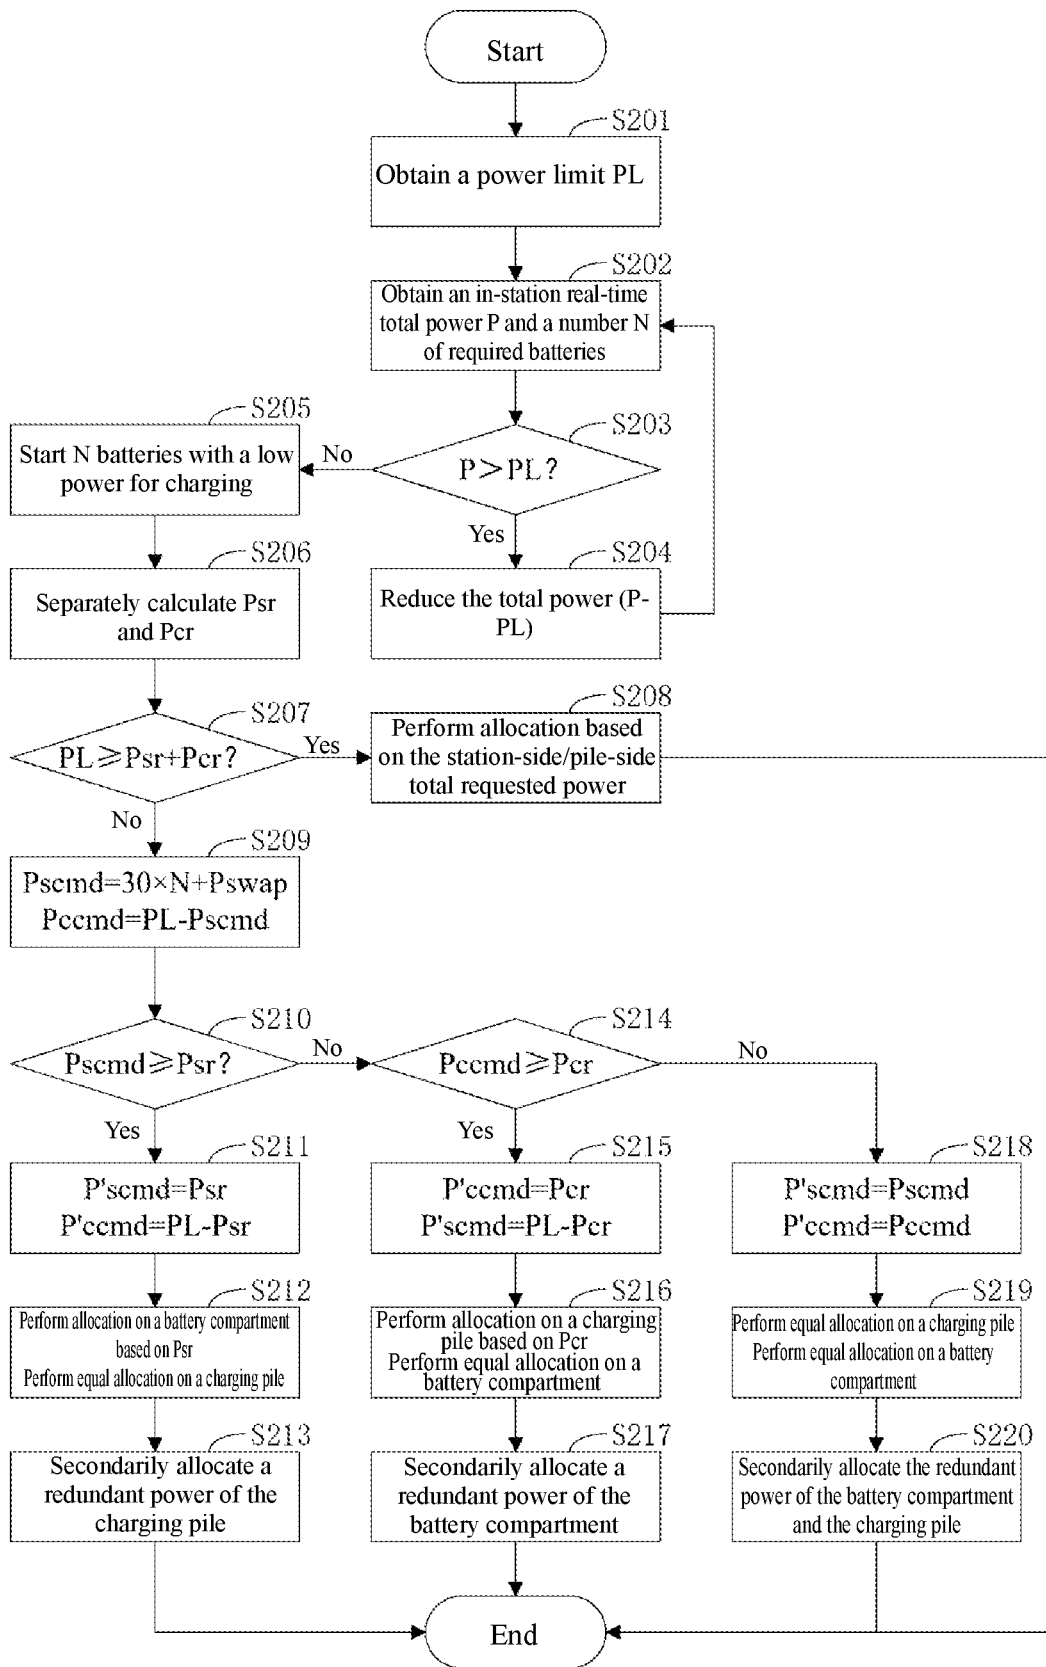 Start
S201
Obtain a power limit PL
S202
Obtain an in-station real-time
total power P and a number N
of required batteries
S203
P>PL?
No
Yes
S205
Start N batteries with a low
power for charging
S204
Reduce the total power (P-
PL)
S206
Separately calculate Psr
and Pcr
S207
PL≥Psr+Pcr?
Yes
No
S208
Perform allocation based
on the station-side/pile-side
total requested power
S209
Pscmd=30×N+Pswap
Pccmd=PL-Pscmd
S210
Pscmd≥Psr?
No
Yes
S214
Pccmd≥Pcr
No
Yes
S211
P'scmd=Psr
P'ccmd=PL-Psr
S215
P'ccmd=Pcr
P'scmd=PL-Pcr
S218
P'scmd=Pscmd
P'ccmd=Pccmd
S212
Perform allocation on a battery compartment
based on Psr
Perform equal allocation on a charging pile
S216
Perform allocation on a charging
pile based on Pcr
Perform equal allocation on a
battery compartment
S219
Perform equal allocation on a charging pile
Perform equal allocation on a battery
compartment
S213
Secondarily allocate a
redundant power of the
charging pile
S217
Secondarily allocate a
redundant power of the
battery compartment
S220
Secondarily allocate the redundant
power of the battery compartment
and the charging pile
End